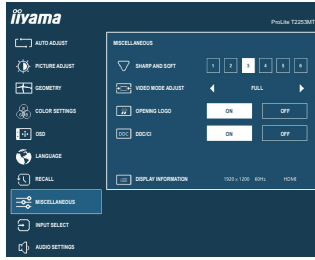 iiyama
ProLite T2253MT
AUTO ADJUST
PICTURE ADJUST
GEOMETRY
COLOR SETTINGS
OSD
LANGUAGE
RECALL
MISCELLANEOUS
INPUT SELECT
AUDIO SETTINGS
MISCELLANEOUS
SHARP AND SOFT 1 2 3 4 5 6
VIDEO MODE ADJUST FULL
OPENING LOGO ON OFF
DDC DDC/CI ON OFF
DISPLAY INFORMATION 1920 x 1200 60Hz HDMI